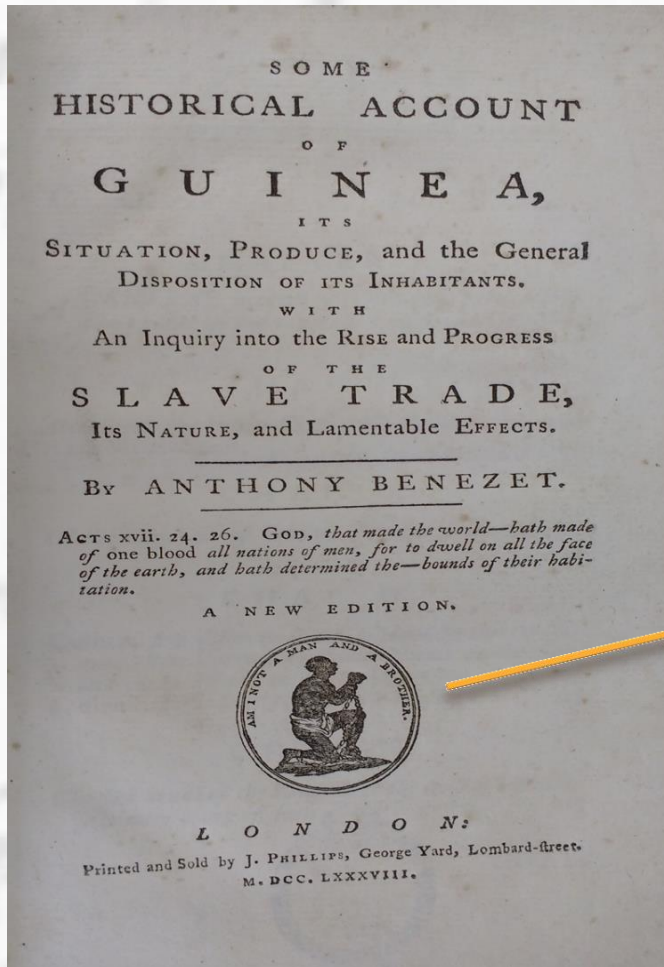 SOME
HISTORICAL ACCOUNT
OF
GUINEA,
ITS
SITUATION, PRODUCE, and the General
DISPOSITION OF ITS INHABITANTS.
WITH
An Inquiry into the RISE and PROGRESS
OF THE
SLAVE TRADE,
Its NATURE, and Lamentable EFFECTS.
By ANTHONY BENEZET.
ACTS xvii. 24. 26. GOD, that made the world—hath made
of one blood all nations of men, for to dwell on all the face
of the earth, and hath determined the—bounds of their habi-
tation.
A NEW EDITION.
AM I NOT A MAN AND A BROTHER.
LONDON:
Printed and Sold by J. PHILLIPS, George Yard, Lombard-ſtreet.
M. DCC. LXXXVIII.